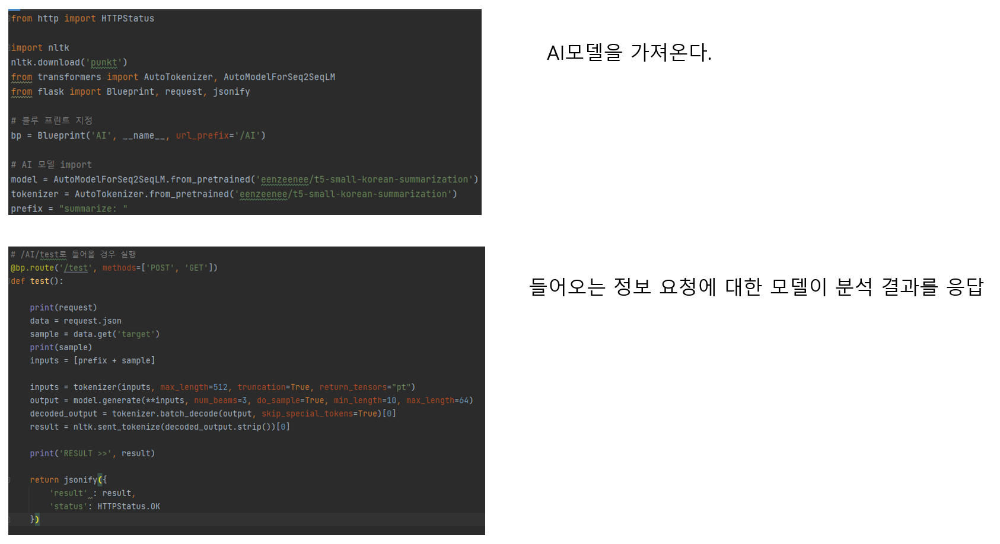 from http import HTTPStatus
import nltk
nltk.download('punkt')
from transformers import AutoTokenizer, AutoModelForSeq2SeqLM
from flask import Blueprint, request, jsonify
# 블루 프린트 지정
bp = Blueprint('AI', __name__, url_prefix='/AI')
# AI 모델 import
model = AutoModelForSeq2SeqLM.from_pretrained('eenzeenee/t5-small-korean-summarization')
tokenizer = AutoTokenizer.from_pretrained('eenzeenee/t5-small-korean-summarization')
prefix = "summarize: "
AI모델을 가져온다.
# /AI/test로 들어올 경우 실행
@bp.route('/test', methods=['POST', 'GET'])
def test():
    print(request)
    data = request.json
    sample = data.get('target')
    print(sample)
    inputs = [prefix + sample]
    inputs = tokenizer(inputs, max_length=512, truncation=True, return_tensors="pt")
    output = model.generate(**inputs, num_beams=3, do_sample=True, min_length=10, max_length=64)
    decoded_output = tokenizer.batch_decode(output, skip_special_tokens=True)[0]
    result = nltk.sent_tokenize(decoded_output.strip())[0]
    print('RESULT >>', result)
    return jsonify({
        'result' : result,
        'status': HTTPStatus.OK
    })
들어오는 정보 요청에 대한 모델이 분석 결과를 응답